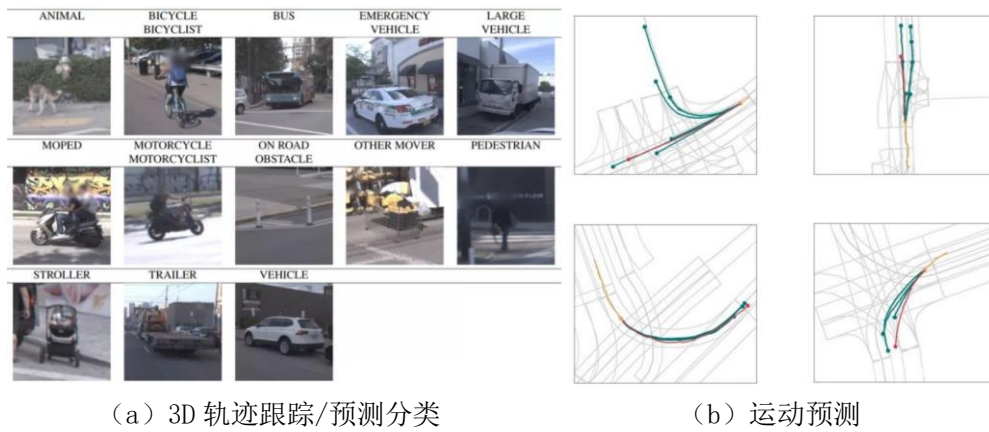 ANIMAL
BICYCLE
BICYCLIST
BUS
EMERGENCY
VEHICLE
LARGE
VEHICLE
MOPED
MOTORCYCLE
MOTORCYCLIST
ON ROAD
OBSTACLE
OTHER MOVER
PEDESTRIAN
STROLLER
TRAILER
VEHICLE
（a）3D 轨迹跟踪/预测分类
（b）运动预测